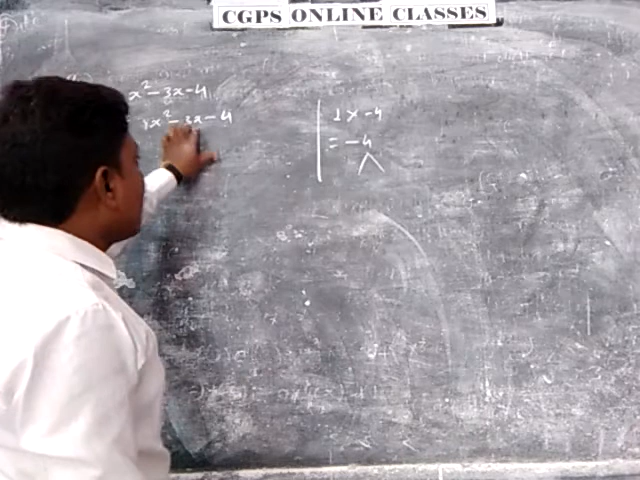 CGPS ONLINE CLASSES
x² - 3x - 4
1x² - 3x - 4
1 x -4
= -4